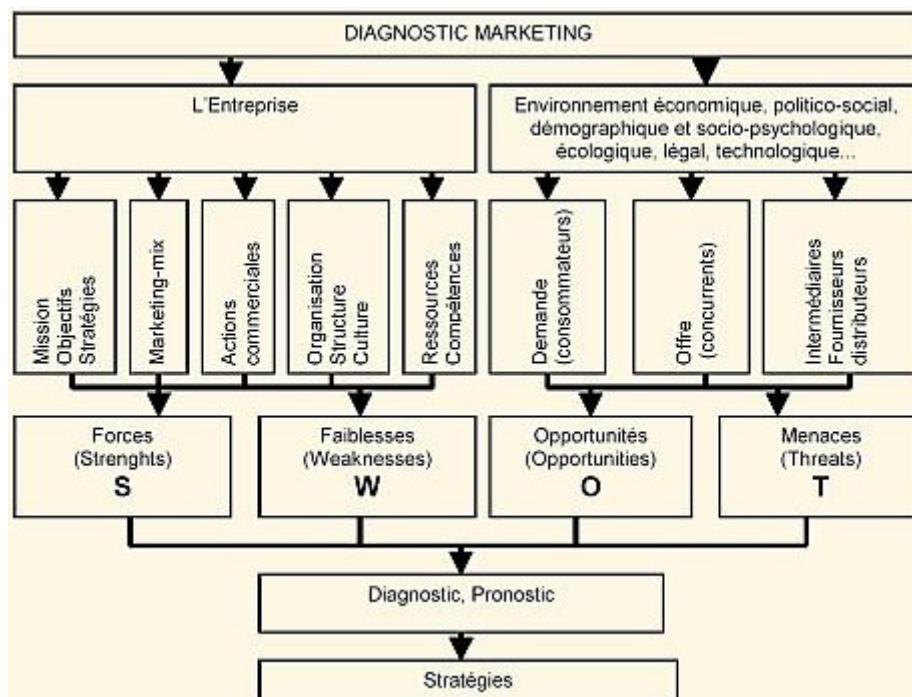 DIAGNOSTIC MARKETING
L'Entreprise
Environnement économique, politico-social,
démographique et socio-psychologique,
écologique, légal, technologique...
Mission
Objectifs
Stratégies
Marketing-mix
Actions
commerciales
Organisation
Structure
Culture
Ressources
Compétences
Demande
(consommateurs)
Offre
(concurrents)
Intermédiaires
Fournisseurs
distributeurs
Forces
(Strenghts)
S
Faiblesses
(Weaknesses)
W
Opportunités
(Opportunities)
O
Menaces
(Threats)
T
Diagnostic, Pronostic
Stratégies